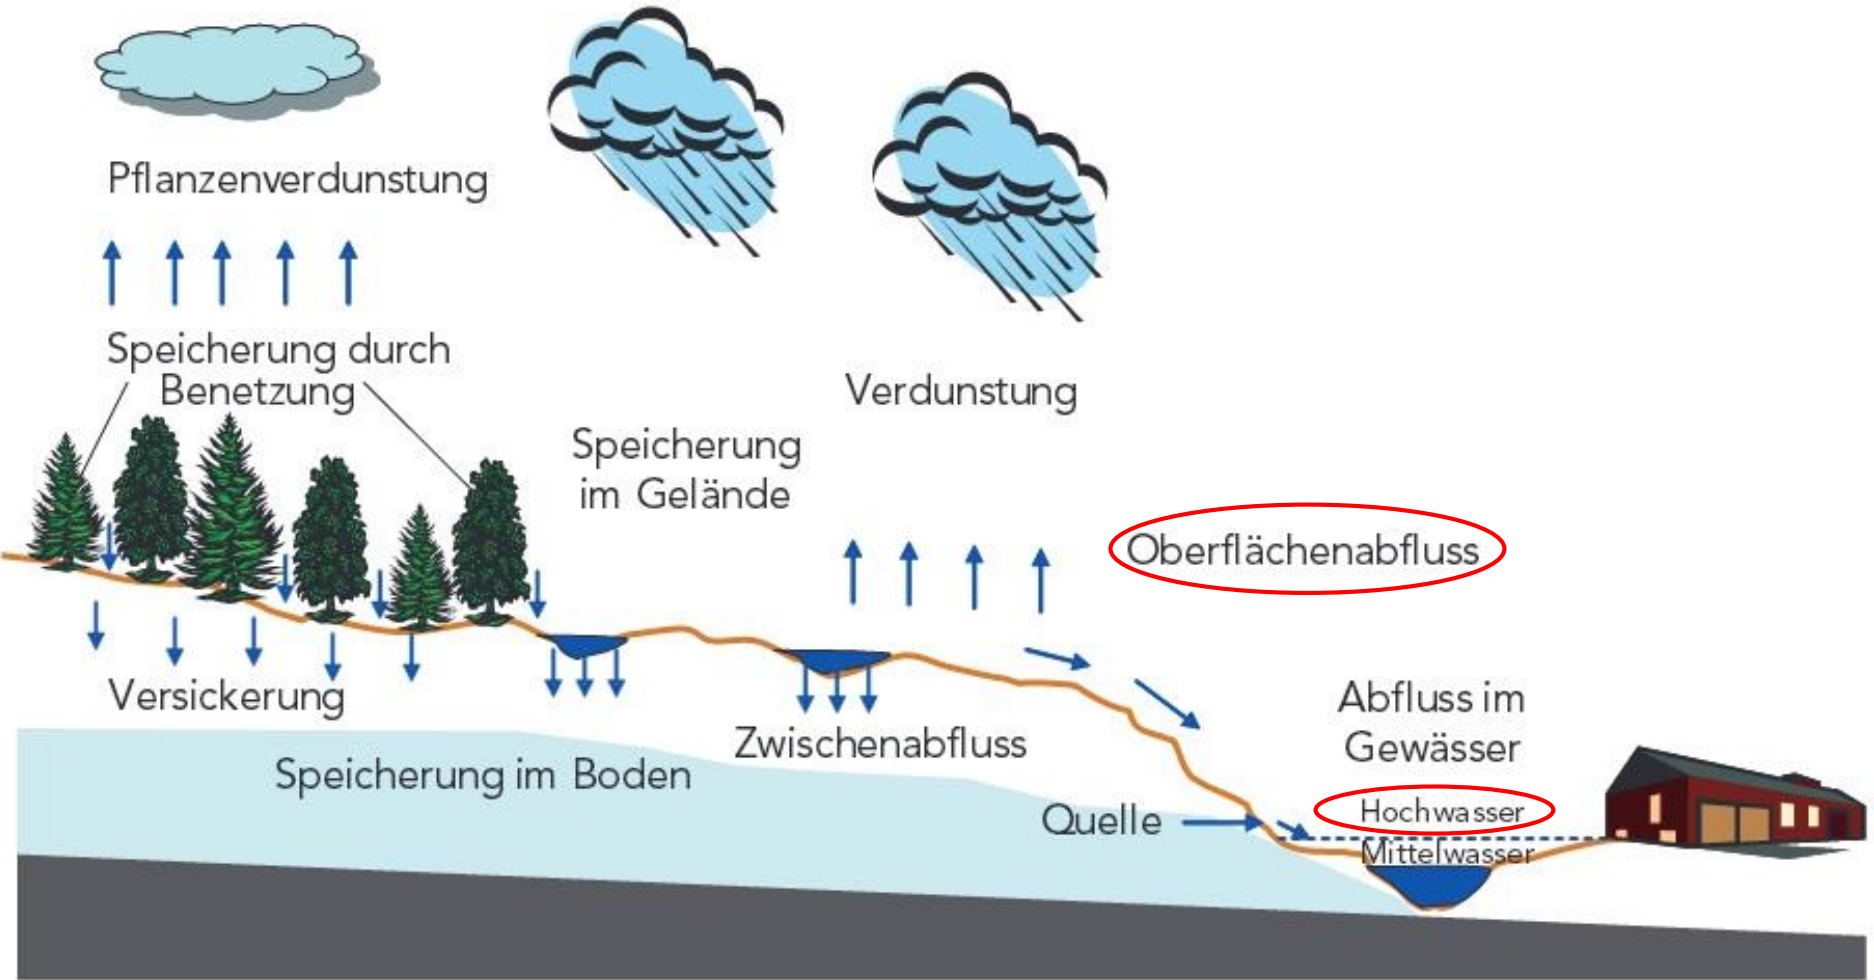 Pflanzenverdunstung
Speicherung durch
Benetzung
Verdunstung
Speicherung
im Gelände
Oberflächenabfluss
Versickerung
Zwischenabfluss
Speicherung im Boden
Abfluss im
Gewässer
Quelle
Hochwasser
Mittelwasser